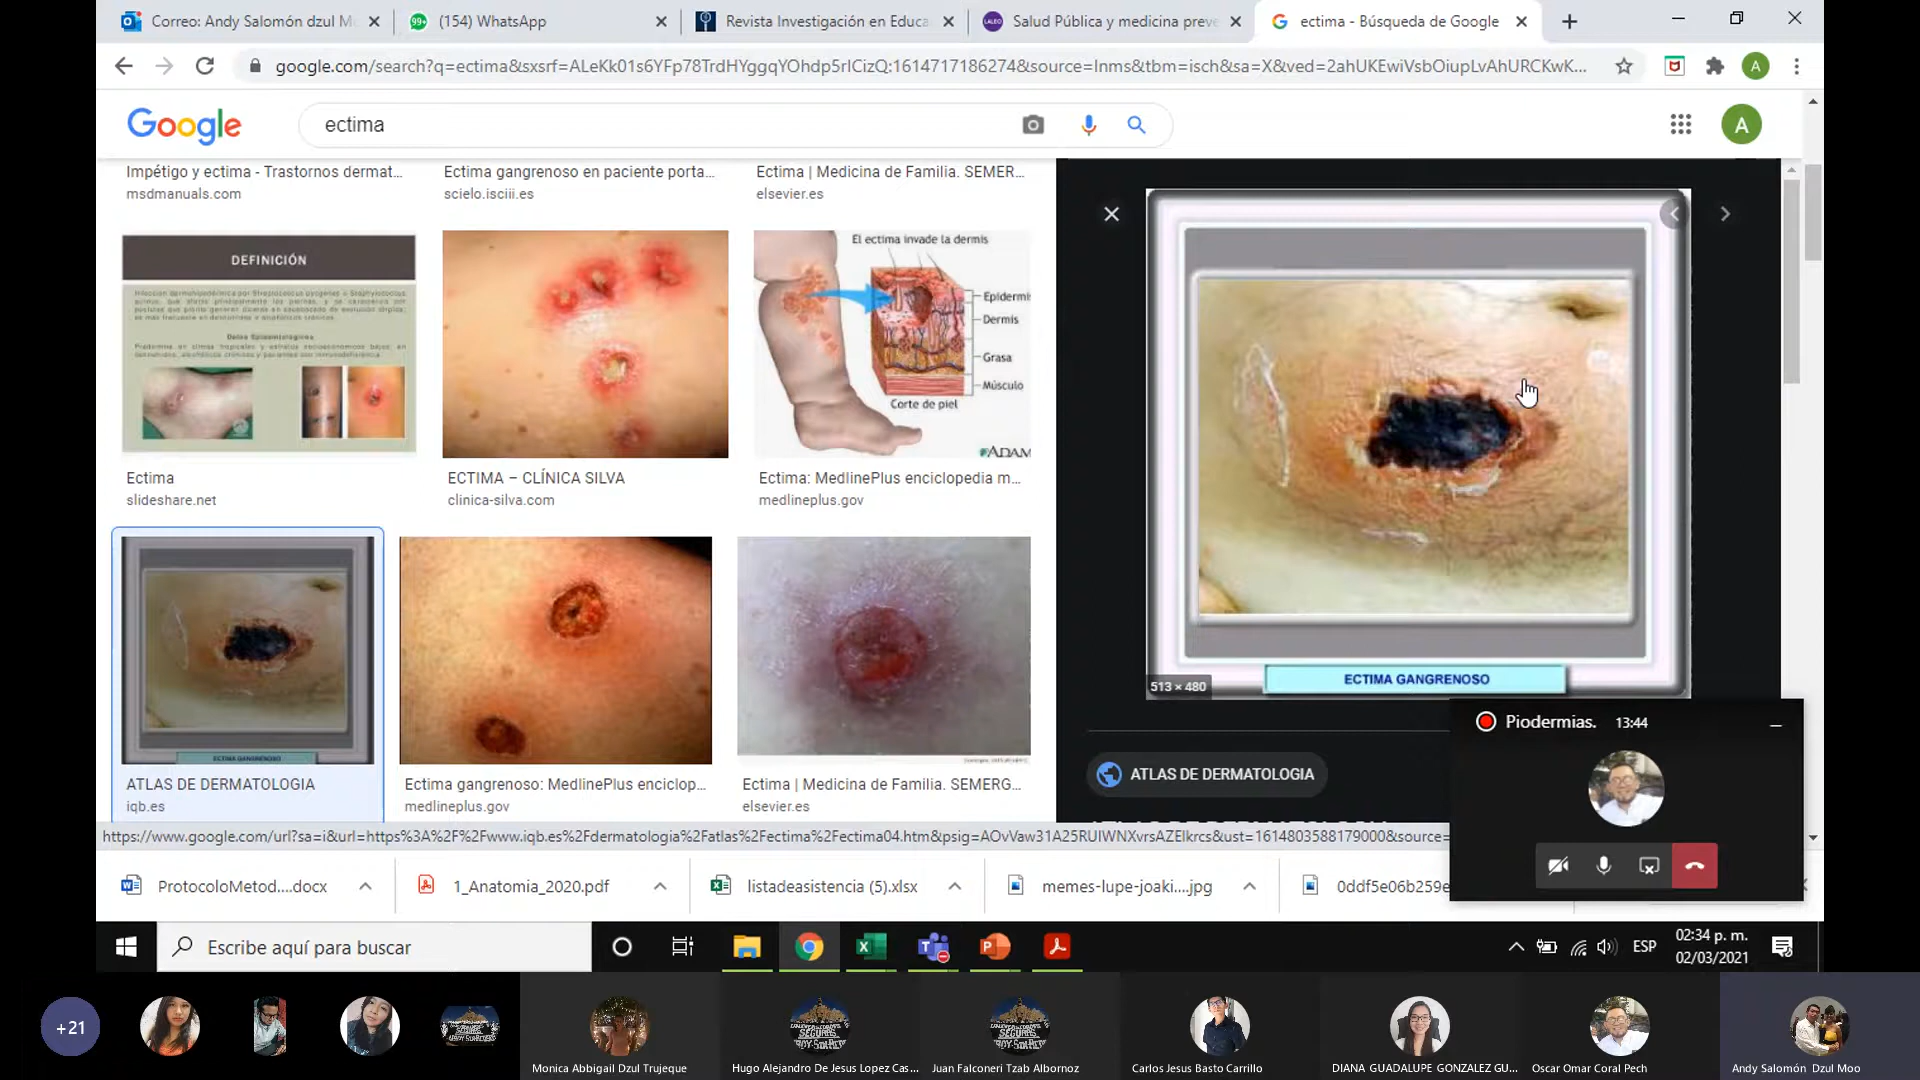 Correo: Andy Salomón dzul M
99+
(154) WhatsApp
Revista Investigación en Educa
LALEO
Salud Pública y medicina preve
ectima - Búsqueda de Google
google.com/search?q=ectima&sxsrf=ALeKk01s6YFp78TrdHYggqYOhdp5rICizQ:1614717186274&source=lnms&tbm=isch&sa=X&ved=2ahUKEwiVsbOiupLvAhURCKwK...
A
Google
ectima
A
Impétigo y ectima - Trastornos dermat...
msdmanuals.com
Ectima gangrenoso en paciente porta...
scielo.isciii.es
Ectima | Medicina de Familia. SEMER...
elsevier.es
DEFINICIÓN
Datos Epidemiológicos
El ectima invade la dermis
Epidermi
Dermis
Grasa
Músculo
Corte de piel
ADAM
Ectima
slideshare.net
ECTIMA – CLÍNICA SILVA
clinica-silva.com
Ectima: MedlinePlus enciclopedia m...
medlineplus.gov
ECTIMA GANGRENOSO
ATLAS DE DERMATOLOGIA
iqb.es
Ectima gangrenoso: MedlinePlus enciclop...
medlineplus.gov
Ectima | Medicina de Familia. SEMERG...
elsevier.es
ECTIMA GANGRENOSO
513 × 480
ATLAS DE DERMATOLOGIA
Piodermias.
13:44
https://www.google.com/url?sa=i&url=https%3A%2F%2Fwww.iqb.es%2Fdermatologia%2Fatlas%2Fectima%2Fectima04.htm&psig=AOvVaw31A25RUIWNXvrsAZElkrcs&ust=1614803588179000&source=
ProtocoloMetod....docx
1_Anatomia_2020.pdf
listadeasistencia (5).xlsx
memes-lupe-joaki....jpg
0ddf5e06b259e
Escribe aquí para buscar
ESP
02:34 p. m.
02/03/2021
+21
Monica Abbigail Dzul Trujeque
Hugo Alejandro De Jesus Lopez Cas...
Juan Falconeri Tzab Albornoz
Carlos Jesus Basto Carrillo
DIANA GUADALUPE GONZALEZ GU...
Oscar Omar Coral Pech
Andy Salomón Dzul Moo